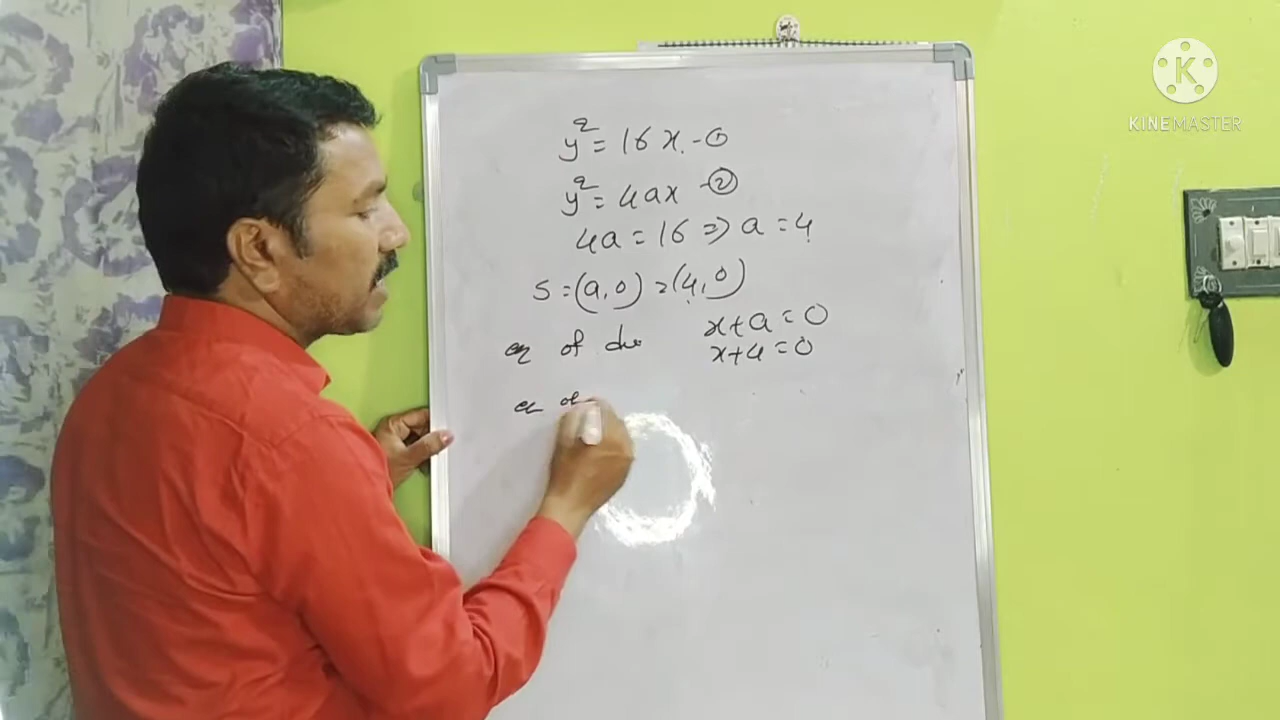 y² = 16x - ①
y² = 4ax - ②
4a = 16 ⇒ a = 4
S = (a, 0) = (4, 0)
x + a = 0
eq of dir
x + 4 = 0
of
K
KINEMASTER